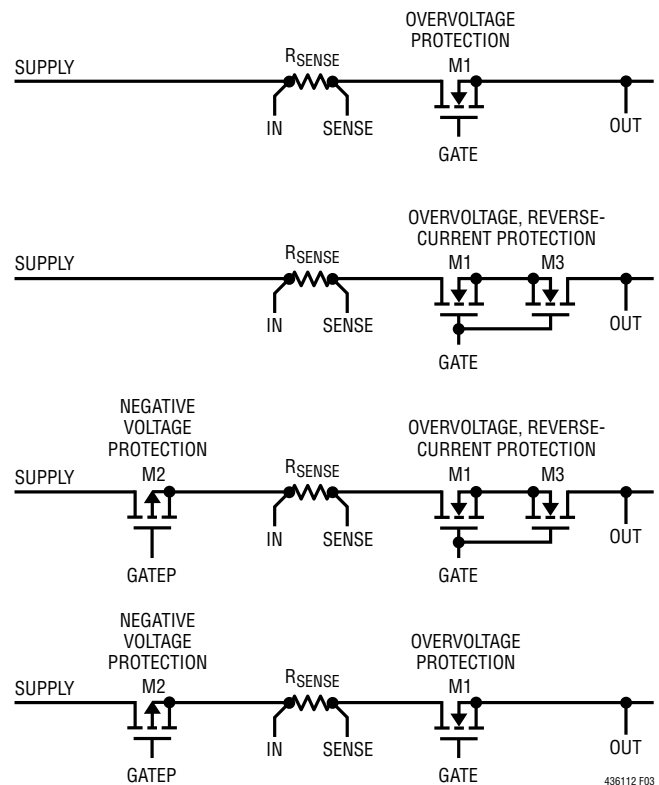 OVERVOLTAGE
PROTECTION
SUPPLY
RSENSE
M1
IN
SENSE
GATE
OUT
OVERVOLTAGE, REVERSE-
CURRENT PROTECTION
SUPPLY
RSENSE
M1
M3
IN
SENSE
GATE
OUT
NEGATIVE
VOLTAGE
PROTECTION
OVERVOLTAGE, REVERSE-
CURRENT PROTECTION
SUPPLY
M2
RSENSE
M1
M3
GATEP
IN
SENSE
GATE
OUT
NEGATIVE
VOLTAGE
PROTECTION
OVERVOLTAGE
PROTECTION
SUPPLY
M2
RSENSE
M1
GATEP
IN
SENSE
GATE
OUT
436112 F03